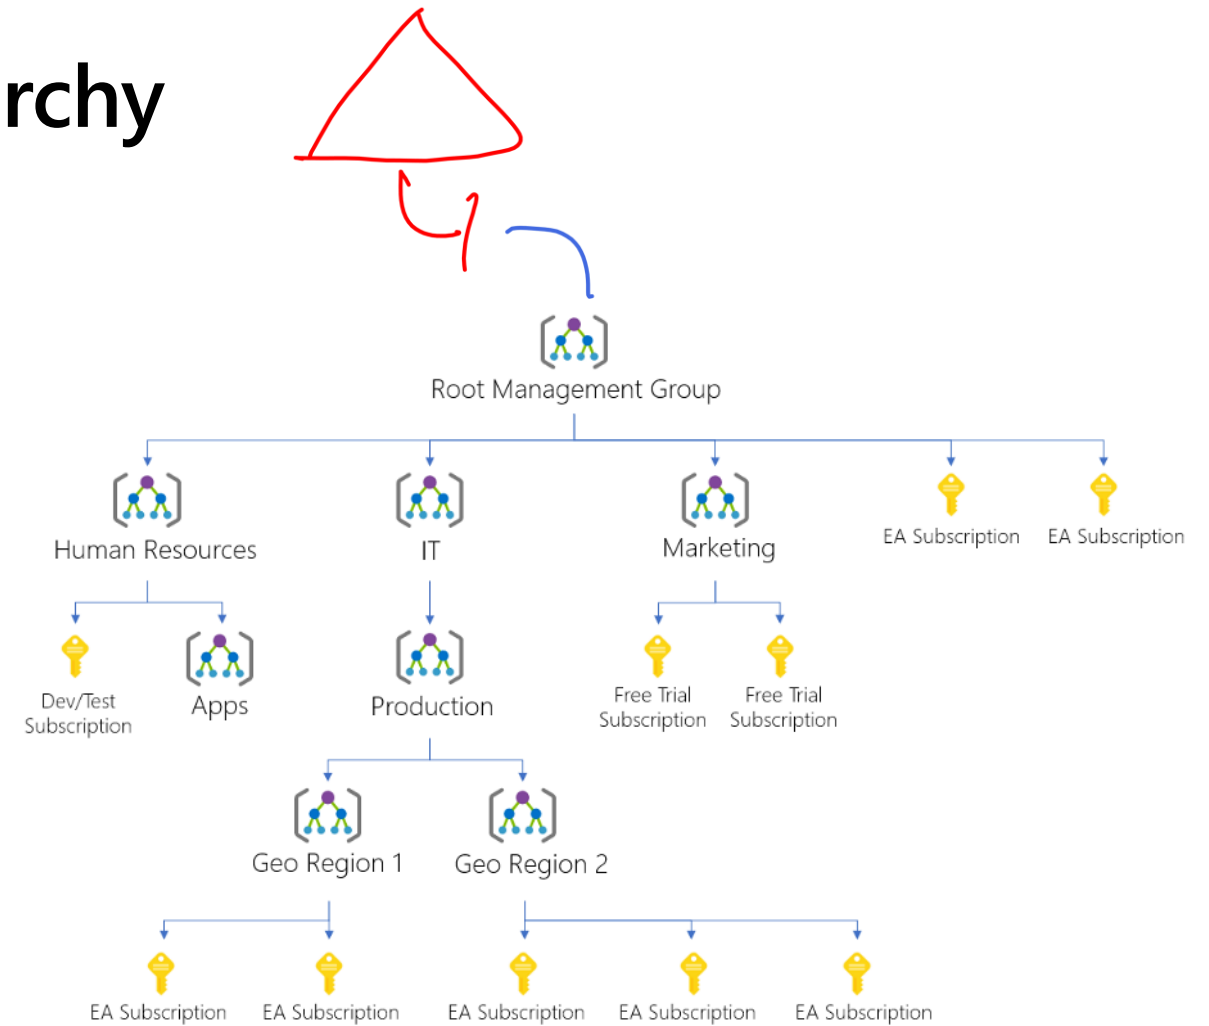 rchy
1
Root Management Group
Human Resources
IT
Marketing
EA Subscription
EA Subscription
Dev/Test
Subscription
Apps
Production
Free Trial
Subscription
Free Trial
Subscription
Geo Region 1
Geo Region 2
EA Subscription
EA Subscription
EA Subscription
EA Subscription
EA Subscription